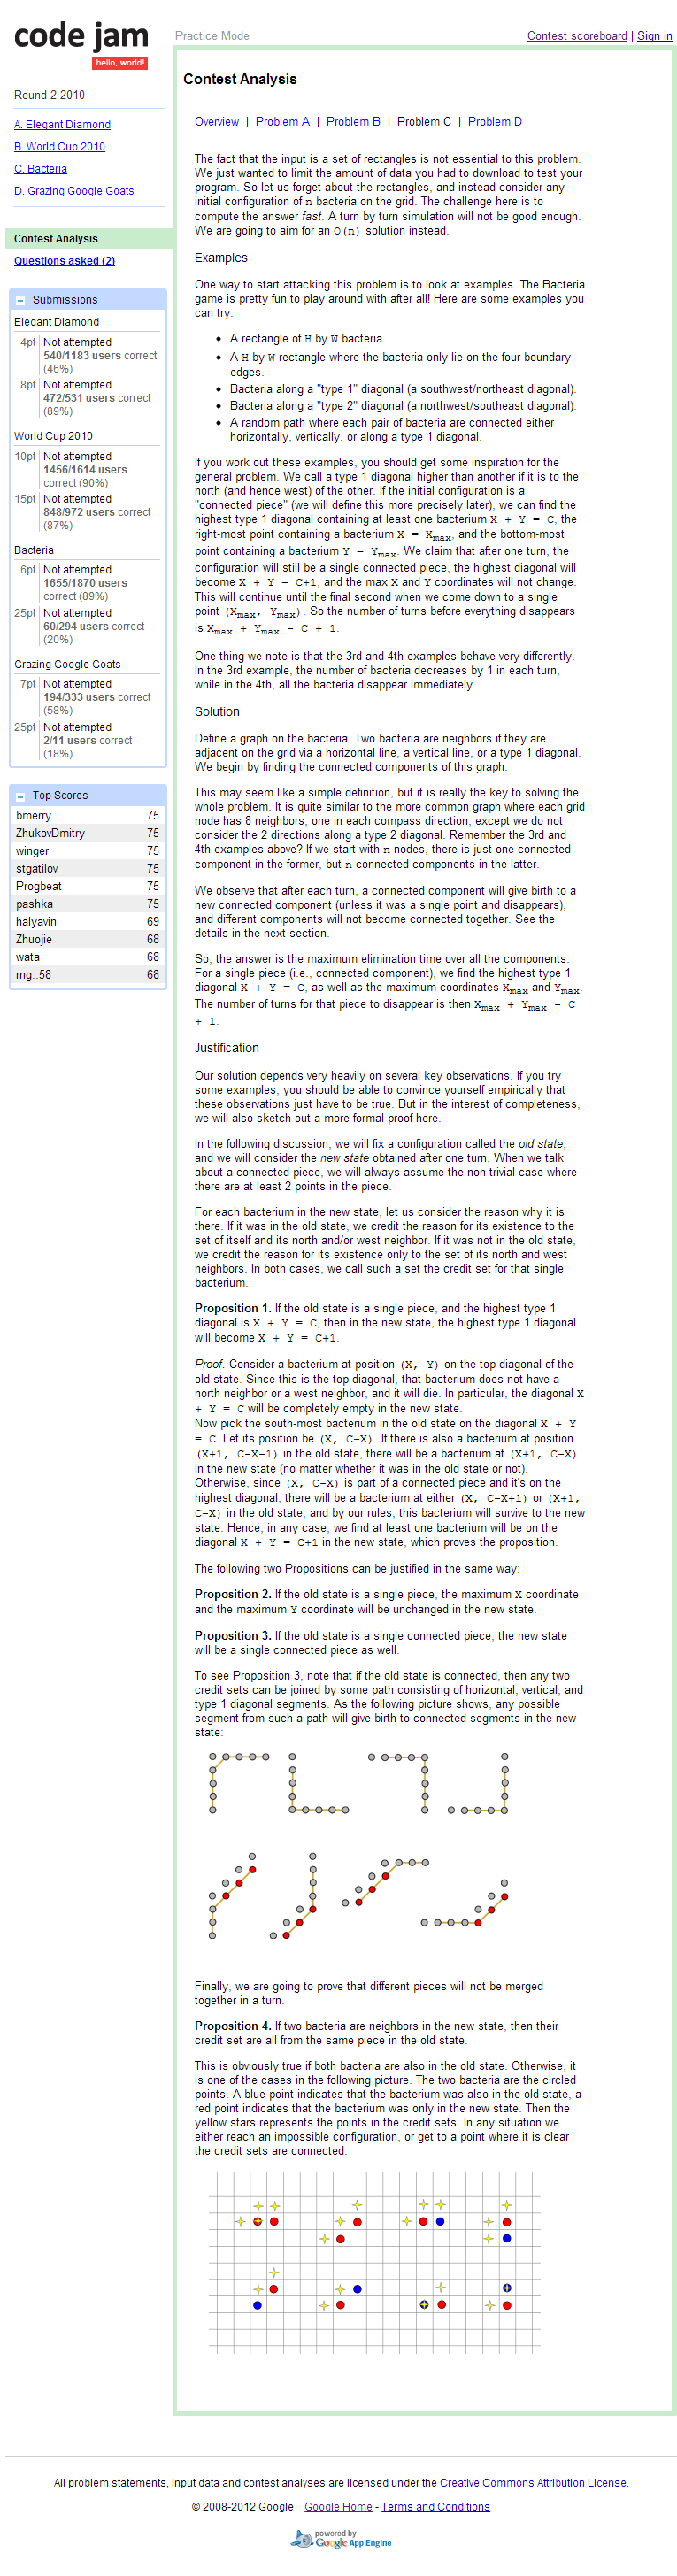 code jam
hello, world!
Practice Mode
Contest scoreboard | Sign in
Round 2 2010
A. Elegant Diamond
B. World Cup 2010
C. Bacteria
D. Grazing Google Goats
Contest Analysis
Questions asked (2)
Submissions
Elegant Diamond
4pt Not attempted
540/1183 users correct
(46%)
8pt Not attempted
472/531 users correct
(89%)
World Cup 2010
10pt Not attempted
1456/1614 users
correct (90%)
15pt Not attempted
848/972 users correct
(87%)
Bacteria
6pt Not attempted
1655/1870 users
correct (89%)
25pt Not attempted
60/294 users correct
(20%)
Grazing Google Goats
7pt Not attempted
194/333 users correct
(58%)
25pt Not attempted
2/11 users correct
(18%)
Top Scores
bmerry 75
ZhukovDmitry 75
winger 75
stgatilov 75
Progbeat 75
pashka 75
halyavin 69
Zhuojie 68
wata 68
rng..58 68
Contest Analysis
Overview | Problem A | Problem B | Problem C | Problem D
The fact that the input is a set of rectangles is not essential to this problem.
We just wanted to limit the amount of data you had to download to test your
program. So let us forget about the rectangles, and instead consider any
initial configuration of n bacteria on the grid. The challenge here is to
compute the answer fast. A turn by turn simulation will not be good enough.
We are going to aim for an O(n) solution instead.
Examples
One way to start attacking this problem is to look at examples. The Bacteria
game is pretty fun to play around with after all! Here are some examples you
can try:
• A rectangle of H by W bacteria.
• A H by W rectangle where the bacteria only lie on the four boundary
edges.
• Bacteria along a "type 1" diagonal (a southwest/northeast diagonal).
• Bacteria along a "type 2" diagonal (a northwest/southeast diagonal).
• A random path where each pair of bacteria are connected either
horizontally, vertically, or along a type 1 diagonal.
If you work out these examples, you should get some inspiration for the
general problem. We call a type 1 diagonal higher than another if it is to the
north (and hence west) of the other. If the initial configuration is a
"connected piece" (we will define this more precisely later), we can find the
highest type 1 diagonal containing at least one bacterium X + Y = C, the
right-most point containing a bacterium X = Xmax, and the bottom-most
point containing a bacterium Y = Ymax. We claim that after one turn, the
configuration will still be a single connected piece, the highest diagonal will
become X + Y = C+1, and the max X and Y coordinates will not change.
This will continue until the final second when we come down to a single
point (Xmax, Ymax). So the number of turns before everything disappears
is Xmax + Ymax - C + 1.
One thing we note is that the 3rd and 4th examples behave very differently.
In the 3rd example, the number of bacteria decreases by 1 in each turn,
while in the 4th, all the bacteria disappear immediately.
Solution
Define a graph on the bacteria. Two bacteria are neighbors if they are
adjacent on the grid via a horizontal line, a vertical line, or a type 1 diagonal.
We begin by finding the connected components of this graph.
This may seem like a simple definition, but it is really the key to solving the
whole problem. It is quite similar to the more common graph where each grid
node has 8 neighbors, one in each compass direction, except we do not
consider the 2 directions along a type 2 diagonal. Remember the 3rd and
4th examples above? If we start with n nodes, there is just one connected
component in the former, but n connected components in the latter.
We observe that after each turn, a connected component will give birth to a
new connected component (unless it was a single point and disappears),
and different components will not become connected together. See the
details in the next section.
So, the answer is the maximum elimination time over all the components.
For a single piece (i.e., connected component), we find the highest type 1
diagonal X + Y = C, as well as the maximum coordinates Xmax and Ymax.
The number of turns for that piece to disappear is then Xmax + Ymax - C
+ 1.
Justification
Our solution depends very heavily on several key observations. If you try
some examples, you should be able to convince yourself empirically that
these observations just have to be true. But in the interest of completeness,
we will also sketch out a more formal proof here.
In the following discussion, we will fix a configuration called the old state,
and we will consider the new state obtained after one turn. When we talk
about a connected piece, we will always assume the non-trivial case where
there are at least 2 points in the piece.
For each bacterium in the new state, let us consider the reason why it is
there. If it was in the old state, we credit the reason for its existence to the
set of itself and its north and/or west neighbor. If it was not in the old state,
we credit the reason for its existence only to the set of its north and west
neighbors. In both cases, we call such a set the credit set for that single
bacterium.
Proposition 1. If the old state is a single piece, and the highest type 1
diagonal is X + Y = C, then in the new state, the highest type 1 diagonal
will become X + Y = C+1.
Proof. Consider a bacterium at position (X, Y) on the top diagonal of the
old state. Since this is the top diagonal, that bacterium does not have a
north neighbor or a west neighbor, and it will die. In particular, the diagonal X
+ Y = C will be completely empty in the new state.
Now pick the south-most bacterium in the old state on the diagonal X + Y
= C. Let its position be (X, C-X). If there is also a bacterium at position
(X+1, C-X-1) in the old state, there will be a bacterium at (X+1, C-X)
in the new state (no matter whether it was in the old state or not).
Otherwise, since (X, C-X) is part of a connected piece and it's on the
highest diagonal, there will be a bacterium at either (X, C-X+1) or (X+1,
C-X) in the old state, and by our rules, this bacterium will survive to the new
state. Hence, in any case, we find at least one bacterium will be on the
diagonal X + Y = C+1 in the new state, which proves the proposition.
The following two Propositions can be justified in the same way:
Proposition 2. If the old state is a single piece, the maximum X coordinate
and the maximum Y coordinate will be unchanged in the new state.
Proposition 3. If the old state is a single connected piece, the new state
will be a single connected piece as well.
To see Proposition 3, note that if the old state is connected, then any two
credit sets can be joined by some path consisting of horizontal, vertical, and
type 1 diagonal segments. As the following picture shows, any possible
segment from such a path will give birth to connected segments in the new
state:
Finally, we are going to prove that different pieces will not be merged
together in a turn.
Proposition 4. If two bacteria are neighbors in the new state, then their
credit set are all from the same piece in the old state.
This is obviously true if both bacteria are also in the old state. Otherwise, it
is one of the cases in the following picture. The two bacteria are the circled
points. A blue point indicates that the bacterium was also in the old state, a
red point indicates that the bacterium was only in the new state. Then the
yellow stars represents the points in the credit sets. In any situation we
either reach an impossible configuration, or get to a point where it is clear
the credit sets are connected.
All problem statements, input data and contest analyses are licensed under the Creative Commons Attribution License.
© 2008-2012 Google Google Home - Terms and Conditions
powered by
Google App Engine